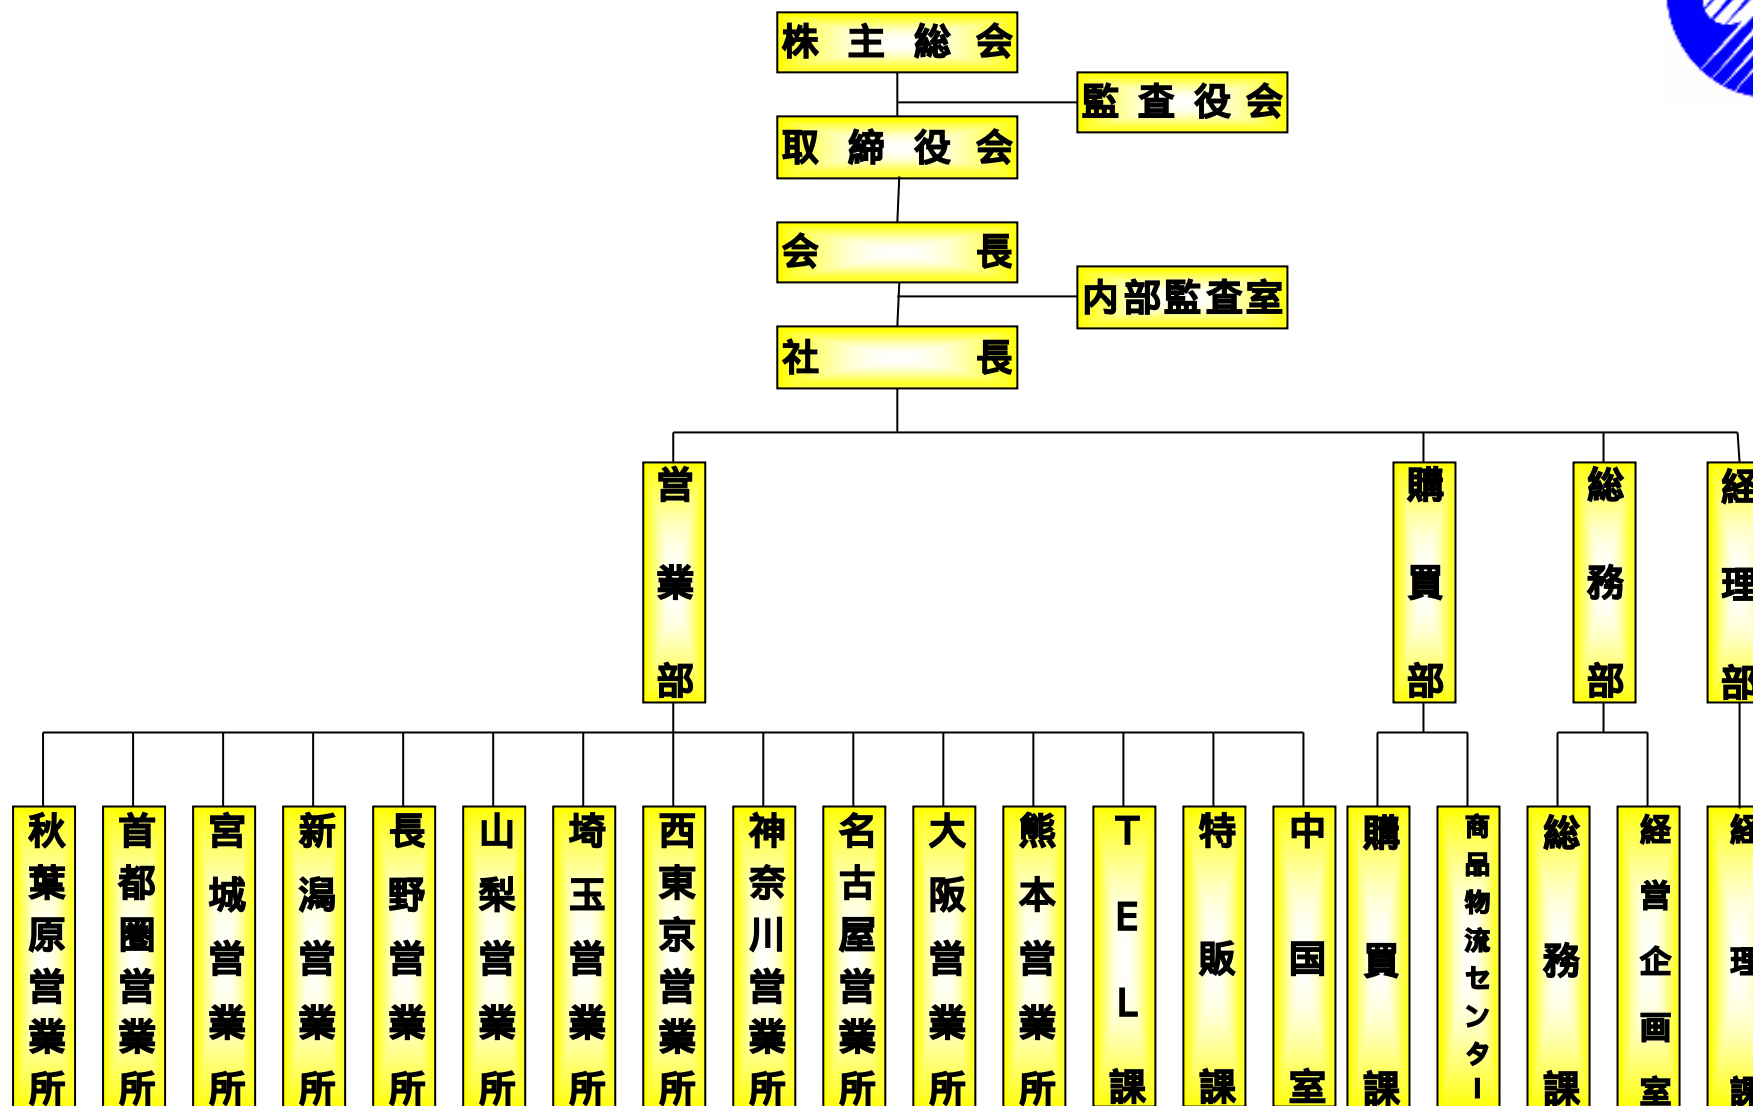 株主総会
監査役会
取締役会
会長
内部監査室
社長
営業部
購買部
総務部
経理部
秋葉原営業所
首都圏営業所
宮城営業所
新潟営業所
長野営業所
山梨営業所
埼玉営業所
西東京営業所
神奈川営業所
名古屋営業所
大阪営業所
熊本営業所
TEL課
特販課
中国室
購買課
商品物流センター
総務課
経営企画室
経理課